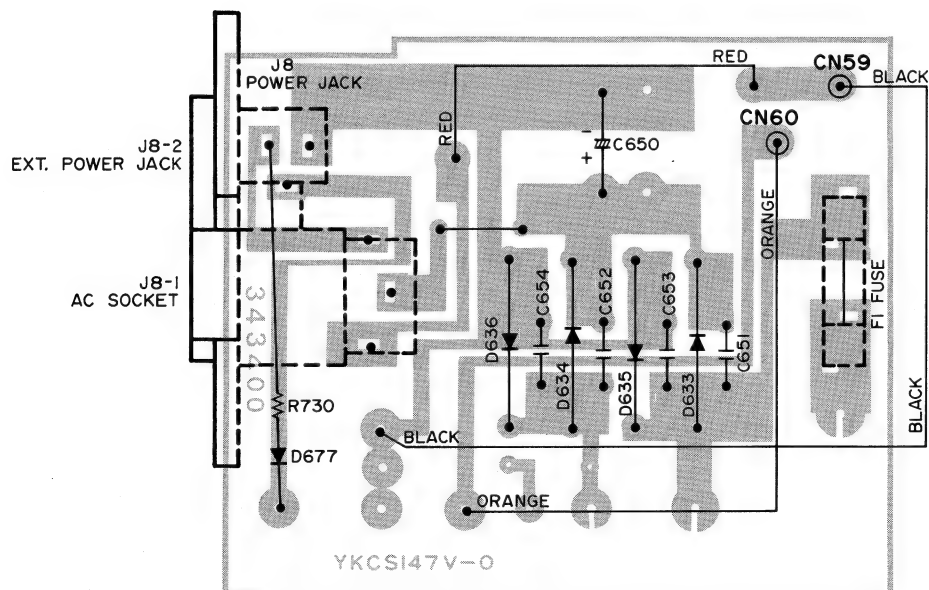 J8
POWER JACK
J8-2
EXT. POWER JACK
J8-1
AC SOCKET
RED
RED
CN59
BLACK
CN60
C650
−
+
ORANGE
F1 FUSE
343400
D636
C654
D634
C652
D635
C653
D633
C651
R730
D677
BLACK
BLACK
ORANGE
YKCS147V-0